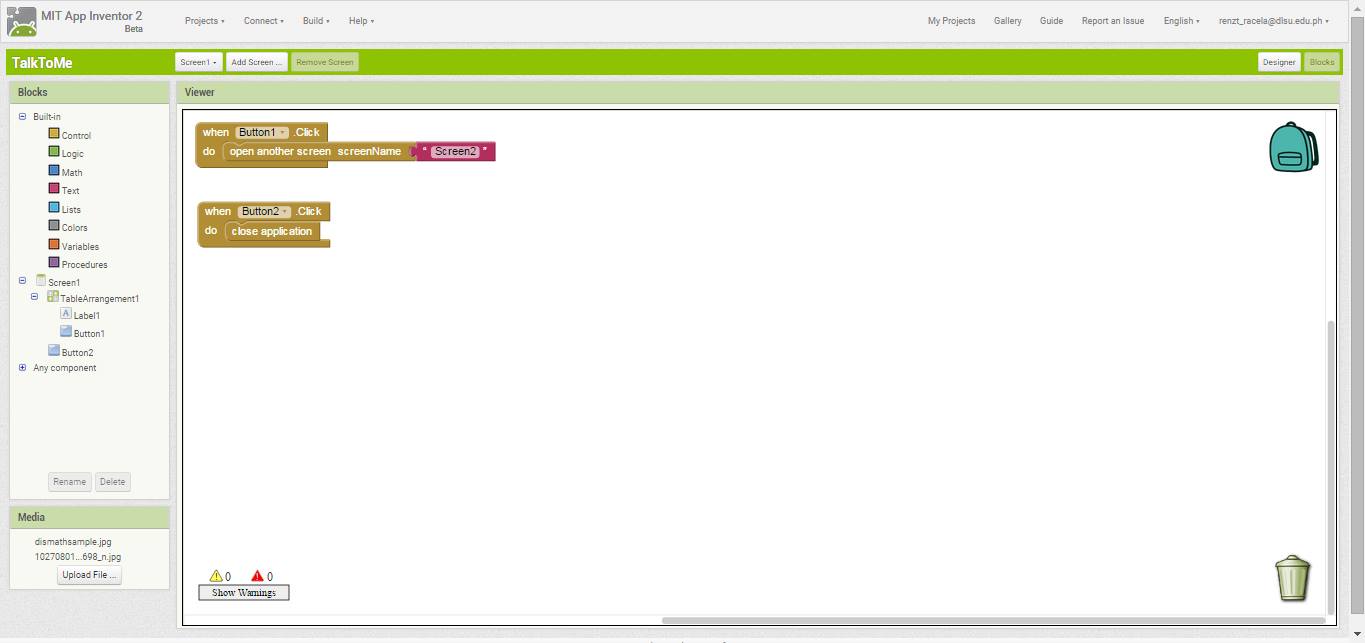 MIT App Inventor 2
Beta
Projects Connect Build Help
My Projects Gallery Guide Report an Issue English renzt_racela@dlsu.edu.ph
TalkToMe
Screen1 Add Screen ... Remove Screen
Designer Blocks
Blocks
Built-in
Control
Logic
Math
Text
Lists
Colors
Variables
Procedures
Screen1
TableArrangement1
Label1
Button1
Button2
Any component
Rename Delete
Media
dismathsample.jpg
10270801...698_n.jpg
Upload File ...
Viewer
when Button1 .Click
do open another screen screenName " Screen2 "
when Button2 .Click
do close application
0 0
Show Warnings